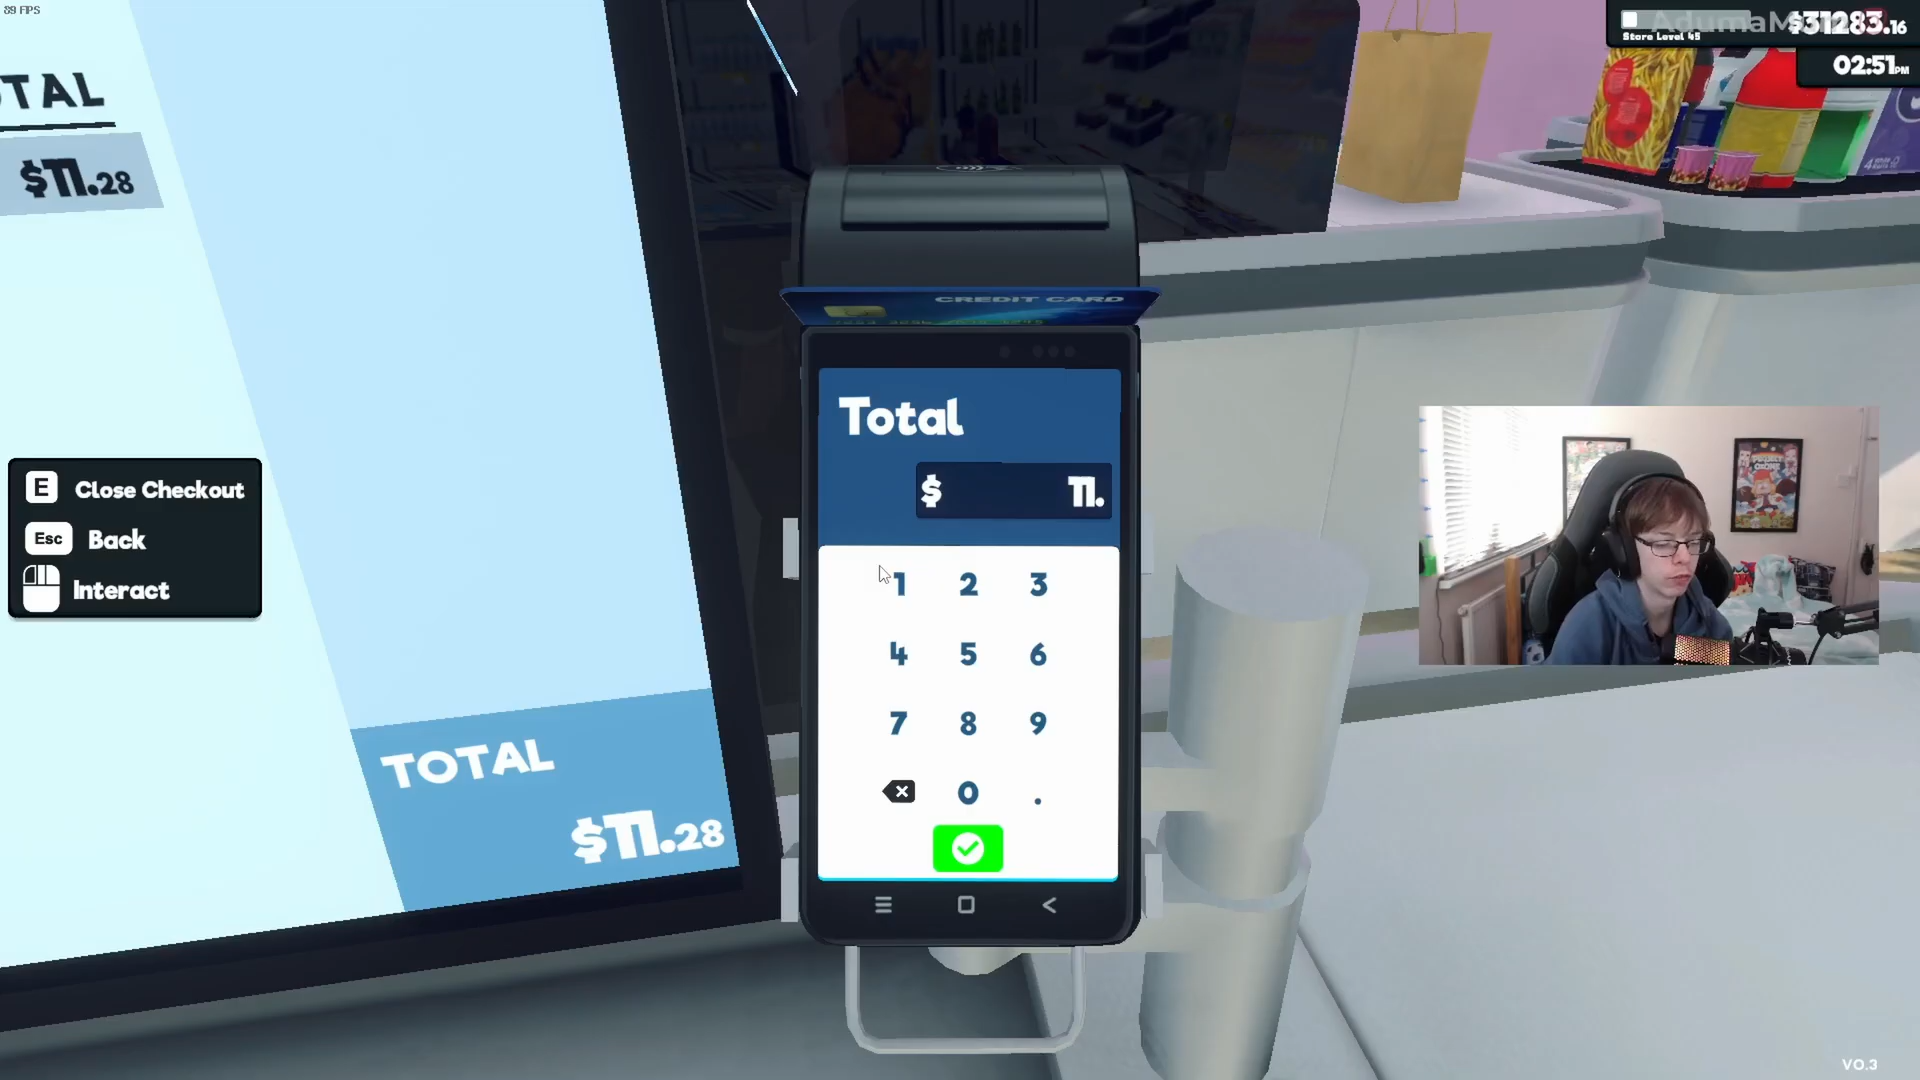 89 FPS
$31283.16
Store Level 45
02:51PM
TOTAL
$11.28
CREDIT CARD
Total
$ 11.
1 2 3
4 5 6
7 8 9
0 .
E Close Checkout
Esc Back
Interact
TOTAL
$11.28
V0.3